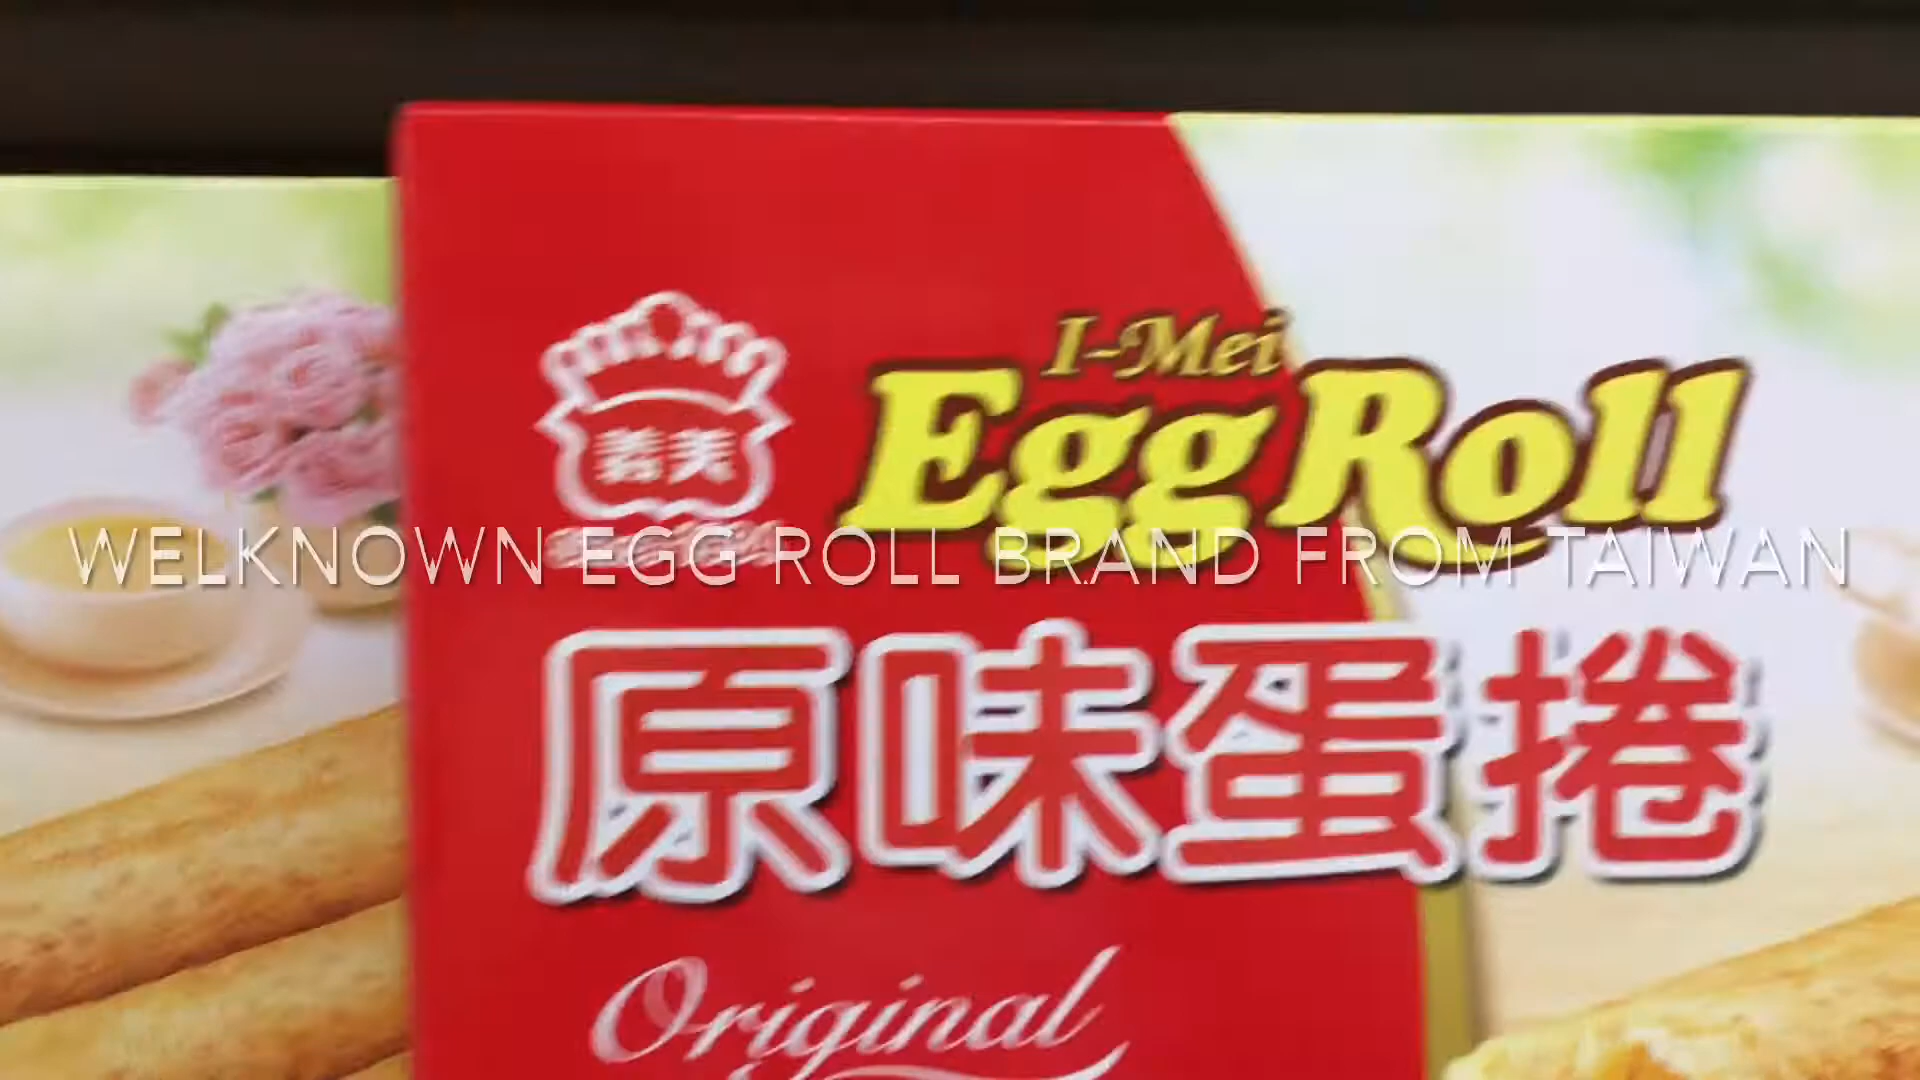 I-Mei
Egg Roll
義美
WELKNOWN EGG ROLL BRAND FROM TAIWAN
原味蛋捲
Original